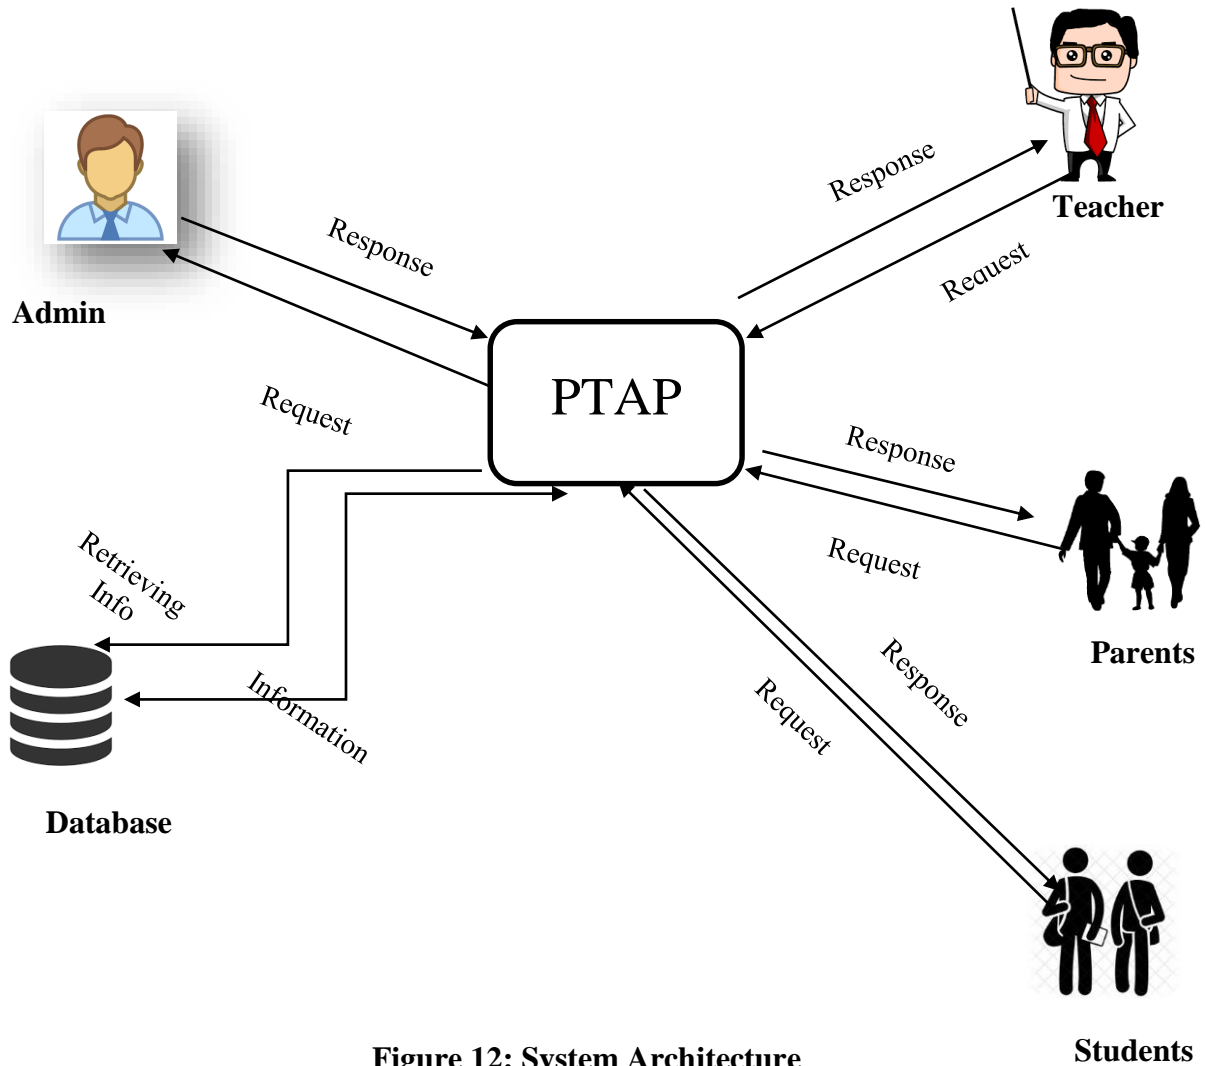 Response
Teacher
Request
Response
Admin
PTAP
Request
Response
Request
Retrieving
Info
Parents
Response
Request
Information
Database
Students
Figure 12: System Architecture